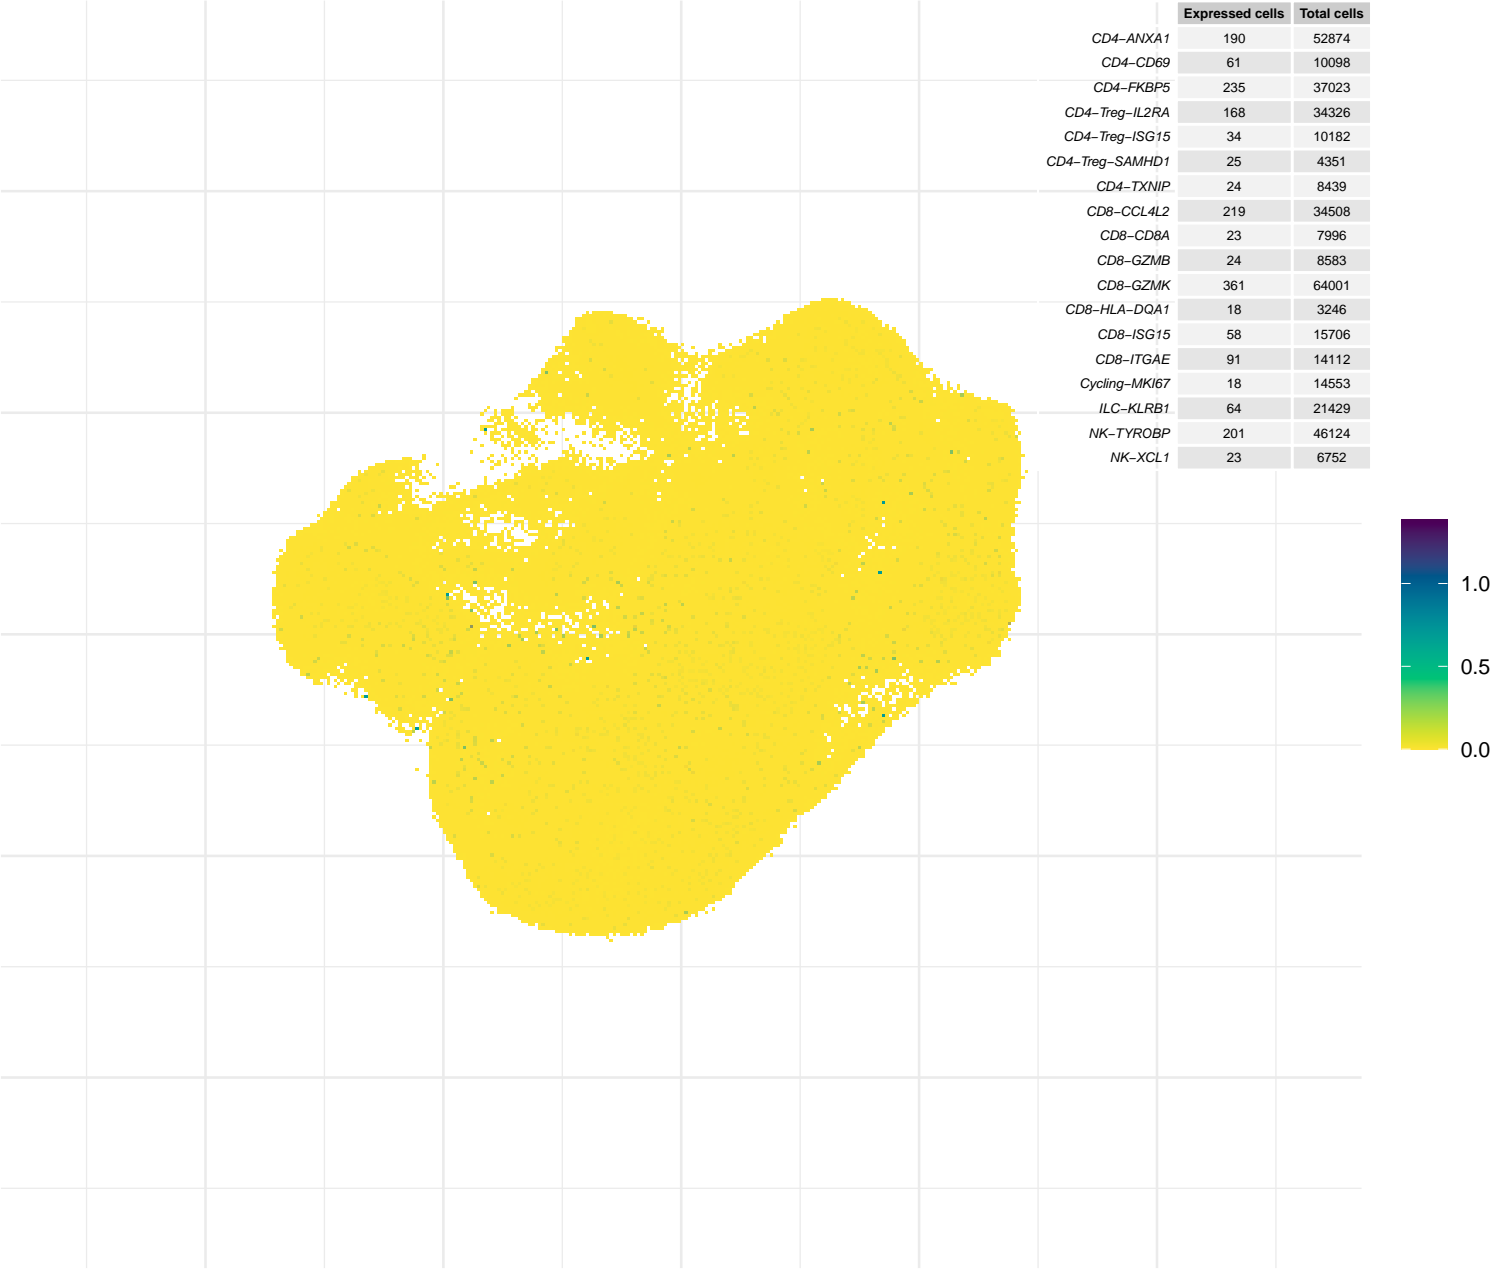 Expressed cells Total cells
CD4−ANXA1 190 52874
CD4−CD69 61 10098
CD4−FKBP5 235 37023
CD4−Treg−IL2RA 168 34326
CD4−Treg−ISG15 34 10182
CD4−Treg−SAMHD1 25 4351
CD4−TXNIP 24 8439
CD8−CCL4L2 219 34508
CD8−CD8A 23 7996
CD8−GZMB 24 8583
CD8−GZMK 361 64001
CD8−HLA−DQA1 18 3246
CD8−ISG15 58 15706
CD8−ITGAE 91 14112
Cycling−MKI67 18 14553
ILC−KLRB1 64 21429
NK−TYROBP 201 46124
NK−XCL1 23 6752
1.0
0.5
0.0